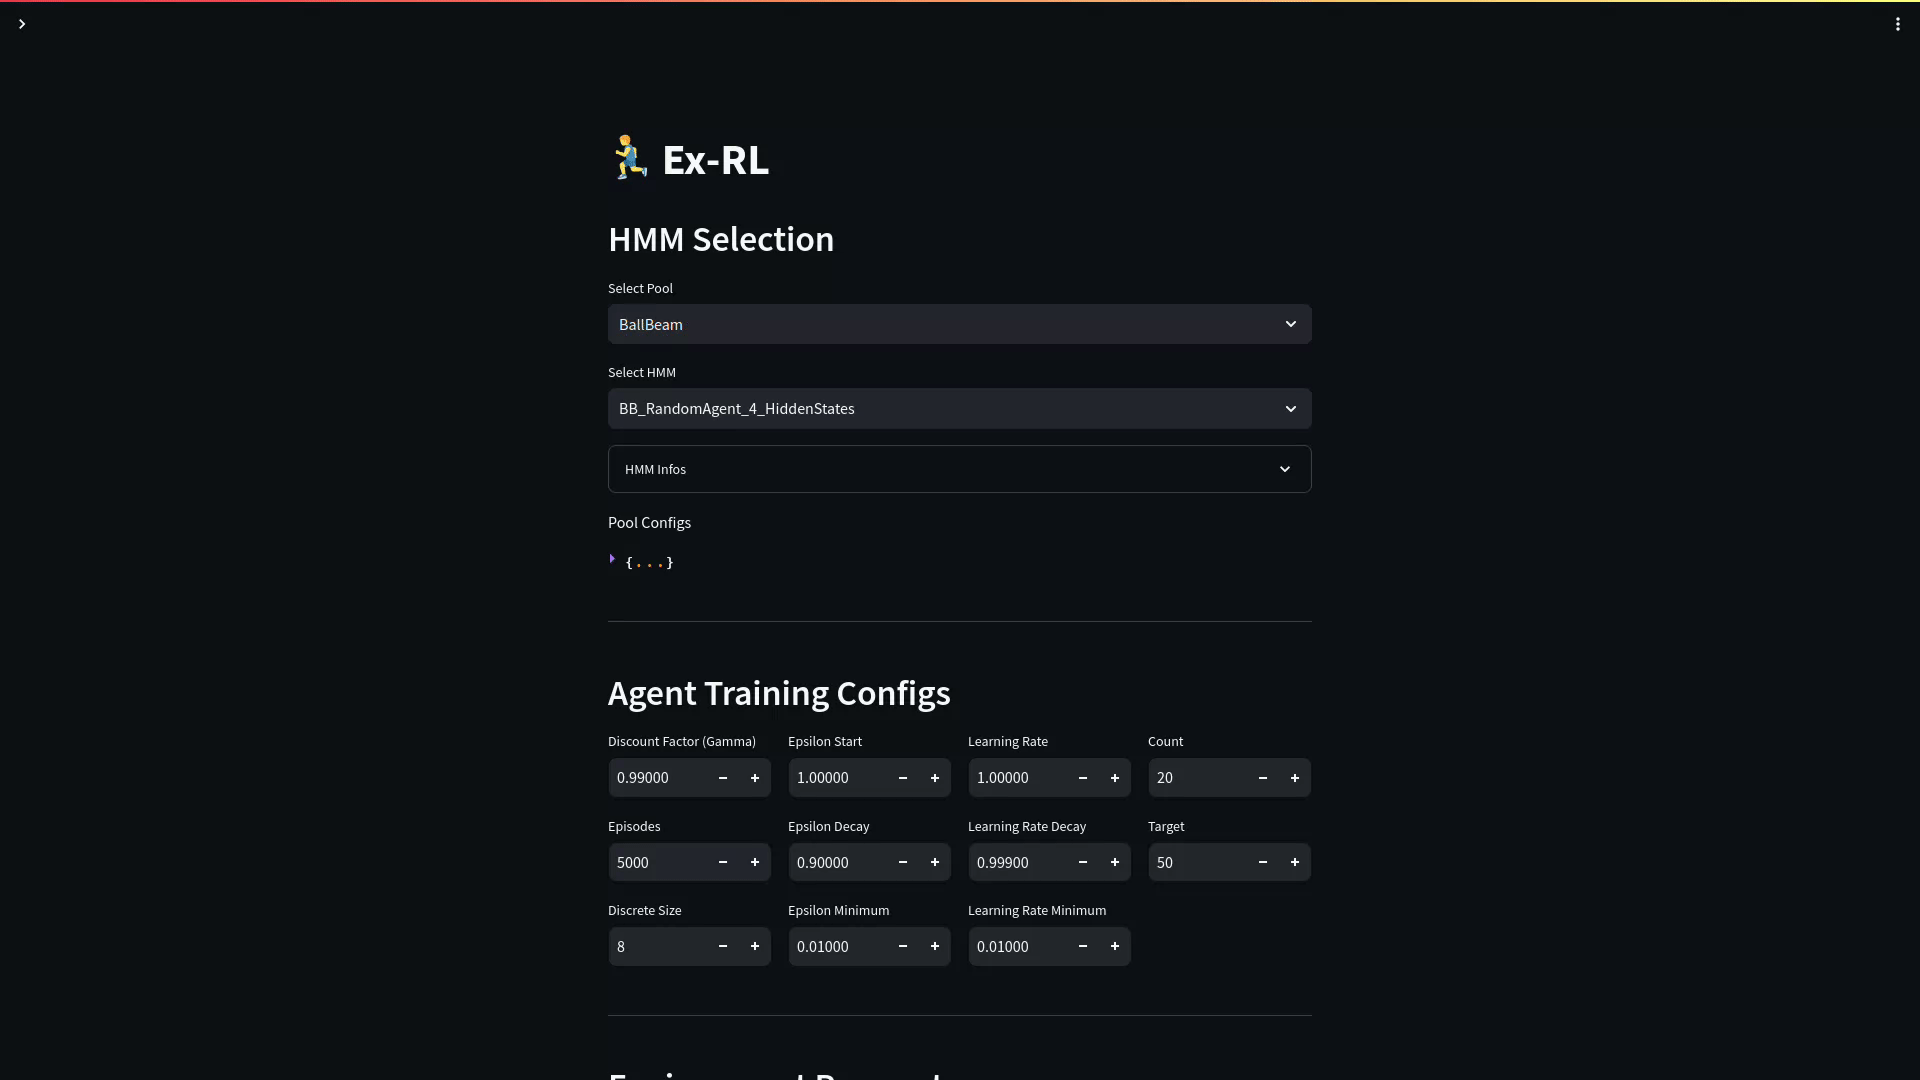 Ex-RL
HMM Selection
Select Pool
BallBeam
Select HMM
BB_RandomAgent_4_HiddenStates
HMM Infos
Pool Configs
{...}
Agent Training Configs
Discount Factor (Gamma) Epsilon Start Learning Rate Count
0.99000 − + 1.00000 − + 1.00000 − + 20 − +
Episodes Epsilon Decay Learning Rate Decay Target
5000 − + 0.90000 − + 0.99900 − + 50 − +
Discrete Size Epsilon Minimum Learning Rate Minimum
8 − + 0.01000 − + 0.01000 − +